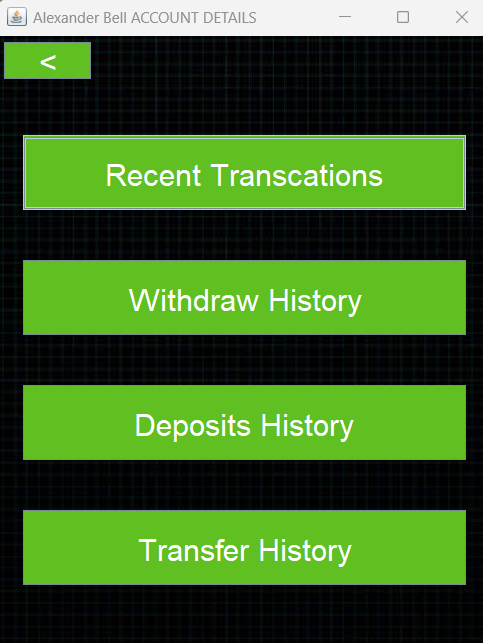 Alexander Bell ACCOUNT DETAILS
<
Recent Transcations
Withdraw History
Deposits History
Transfer History